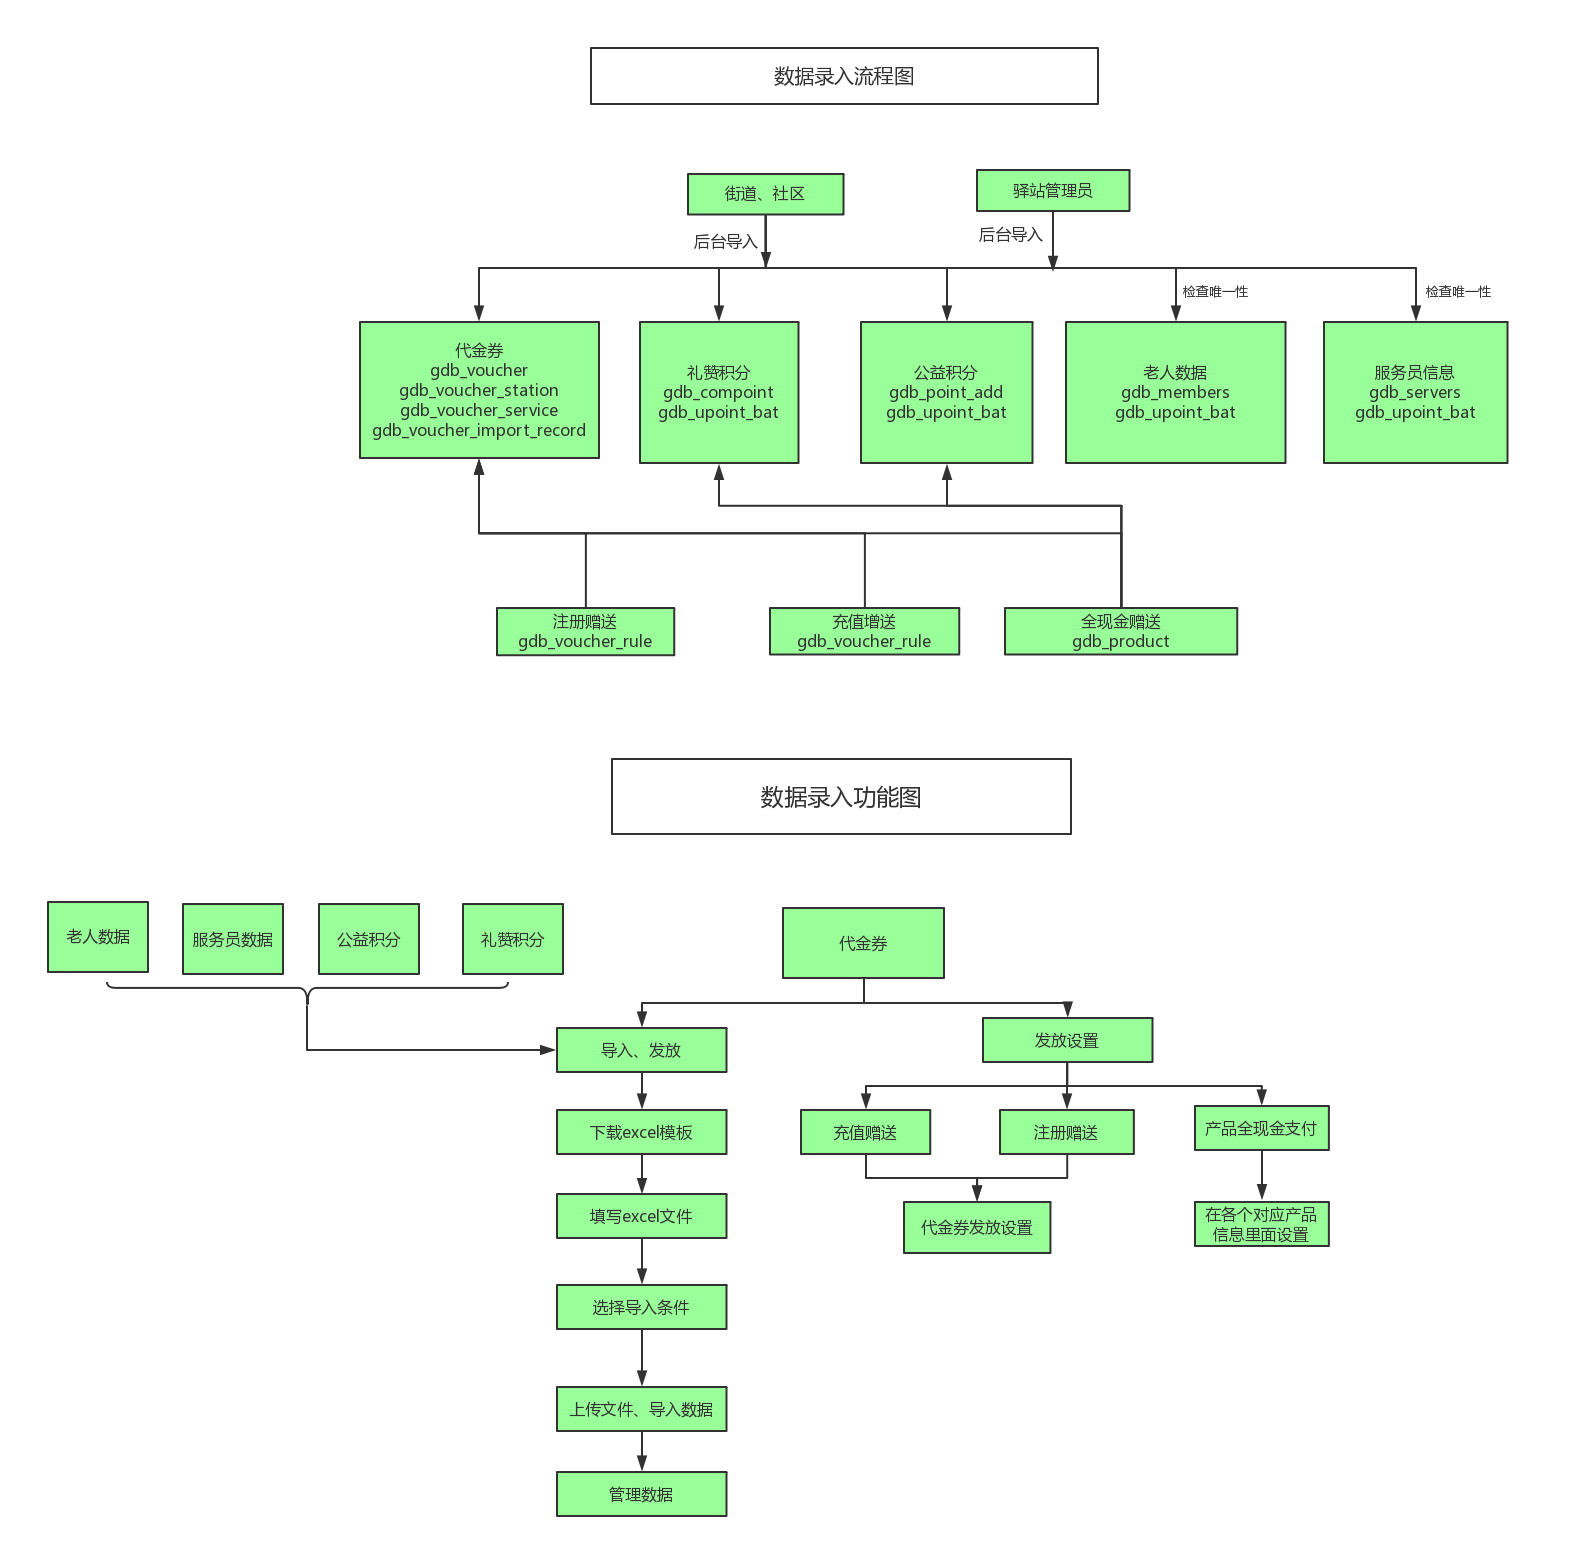 数据录入流程图
街道、社区
驿站管理员
后台导入
后台导入
检查唯一性
检查唯一性
代金券
gdb_voucher
gdb_voucher_station
gdb_voucher_service
gdb_voucher_import_record
礼赞积分
gdb_compoint
gdb_upoint_bat
公益积分
gdb_point_add
gdb_upoint_bat
老人数据
gdb_members
gdb_upoint_bat
服务员信息
gdb_servers
gdb_upoint_bat
注册赠送
gdb_voucher_rule
充值增送
gdb_voucher_rule
全现金赠送
gdb_product
数据录入功能图
老人数据
服务员数据
公益积分
礼赞积分
代金券
导入、发放
发放设置
下载excel模板
充值赠送
注册赠送
产品全现金支付
填写excel文件
代金券发放设置
在各个对应产品
信息里面设置
选择导入条件
上传文件、导入数据
管理数据